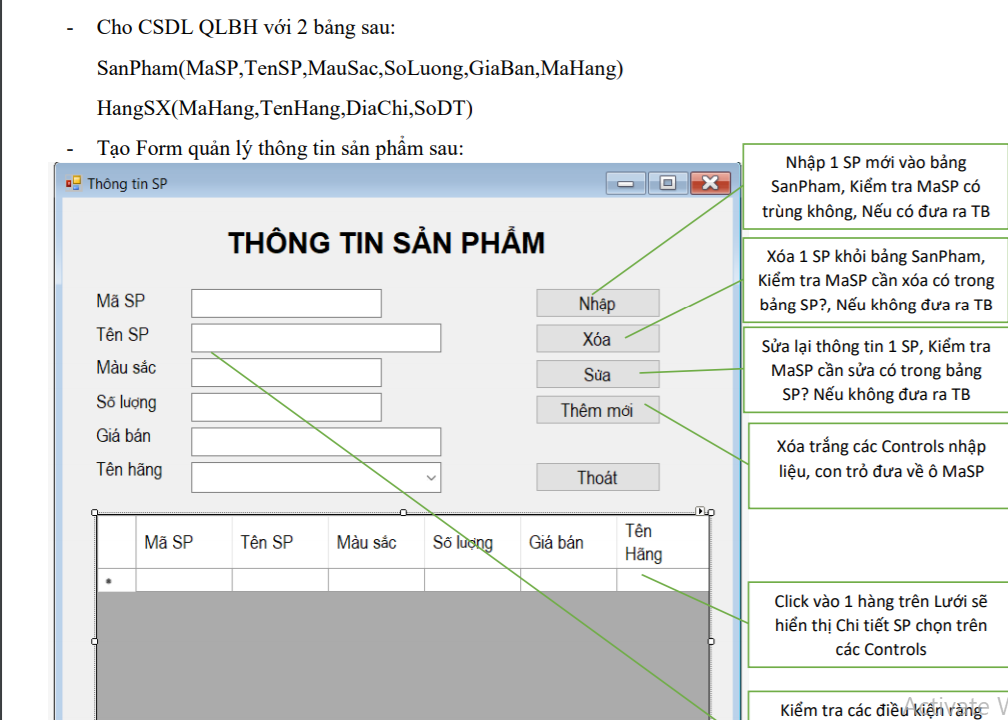 - Cho CSDL QLBH với 2 bảng sau:
SanPham(MaSP,TenSP,MauSac,SoLuong,GiaBan,MaHang)
HangSX(MaHang,TenHang,DiaChi,SoDT)
- Tạo Form quản lý thông tin sản phẩm sau:
Thông tin SP
THÔNG TIN SẢN PHẨM
Mã SP
Tên SP
Màu sắc
Số lượng
Giá bán
Tên hãng
Nhập
Xóa
Sửa
Thêm mới
Thoát
Mã SP Tên SP Màu sắc Số lượng Giá bán Tên
Hãng
Nhập 1 SP mới vào bảng
SanPham, Kiểm tra MaSP có
trùng không, Nếu có đưa ra TB
Xóa 1 SP khỏi bảng SanPham,
Kiểm tra MaSP cần xóa có trong
bảng SP?, Nếu không đưa ra TB
Sửa lại thông tin 1 SP, Kiểm tra
MaSP cần sửa có trong bảng
SP? Nếu không đưa ra TB
Xóa trắng các Controls nhập
liệu, con trỏ đưa về ô MaSP
Click vào 1 hàng trên Lưới sẽ
hiển thị Chi tiết SP chọn trên
các Controls
Kiểm tra các điều kiện ràng
Activate